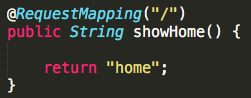 @RequestMapping("/")
public String showHome() {
return "home";
}